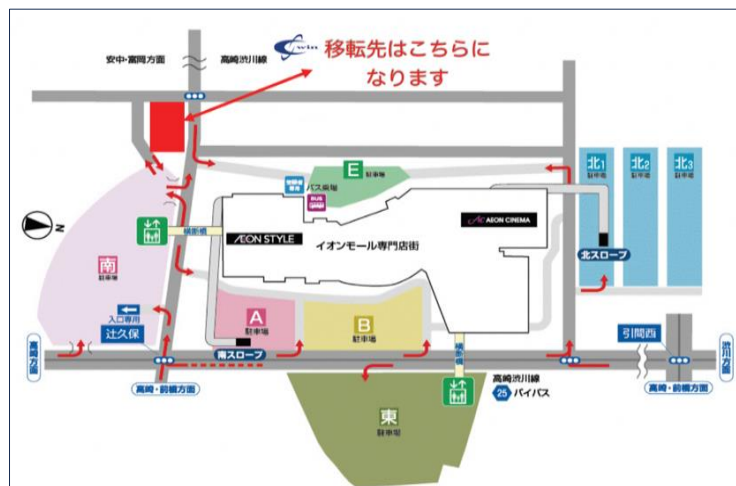 安中・富岡方面
高崎渋川線
win
移転先はこちらに
なります
E
駐車場
バス乗場
BUS
北1
駐車場
北2
駐車場
北3
駐車場
N
横断橋
ÆON STYLE
イオンモール専門店街
AEON CINEMA
北スロープ
南
駐車場
入口専用
辻久保
A
駐車場
B
駐車場
南スロープ
引間西
高崎方面
渋川方面
高崎・前橋方面
横断橋
高崎渋川線
25 バイパス
高崎・前橋方面
東
駐車場